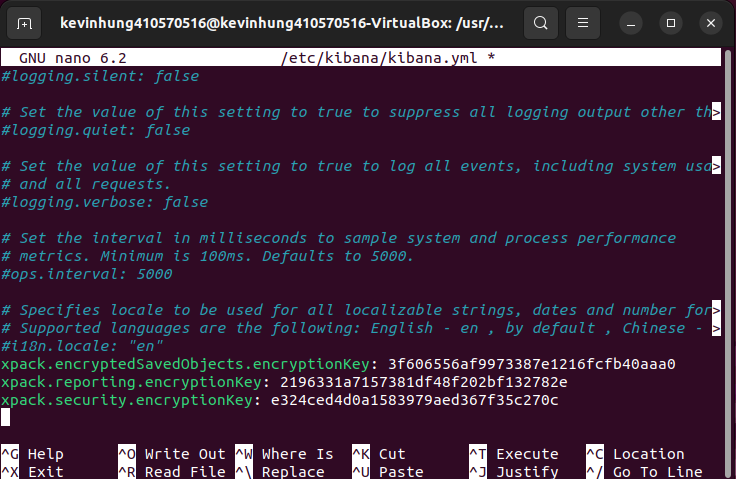 kevinhung410570516@kevinhung410570516-VirtualBox: /usr/...
GNU nano 6.2 /etc/kibana/kibana.yml *
#logging.silent: false
# Set the value of this setting to true to suppress all logging output other th>
#logging.quiet: false
# Set the value of this setting to true to log all events, including system usa>
# and all requests.
#logging.verbose: false
# Set the interval in milliseconds to sample system and process performance
# metrics. Minimum is 100ms. Defaults to 5000.
#ops.interval: 5000
# Specifies locale to be used for all localizable strings, dates and number for>
# Supported languages are the following: English - en , by default , Chinese - >
#i18n.locale: "en"
xpack.encryptedSavedObjects.encryptionKey: 3f606556af9973387e1216fcfb40aaa0
xpack.reporting.encryptionKey: 2196331a7157381df48f202bf132782e
xpack.security.encryptionKey: e324ced4d0a1583979aed367f35c270c
^G Help ^O Write Out ^W Where Is ^K Cut ^T Execute ^C Location
^X Exit ^R Read File ^\ Replace ^U Paste ^J Justify ^/ Go To Line